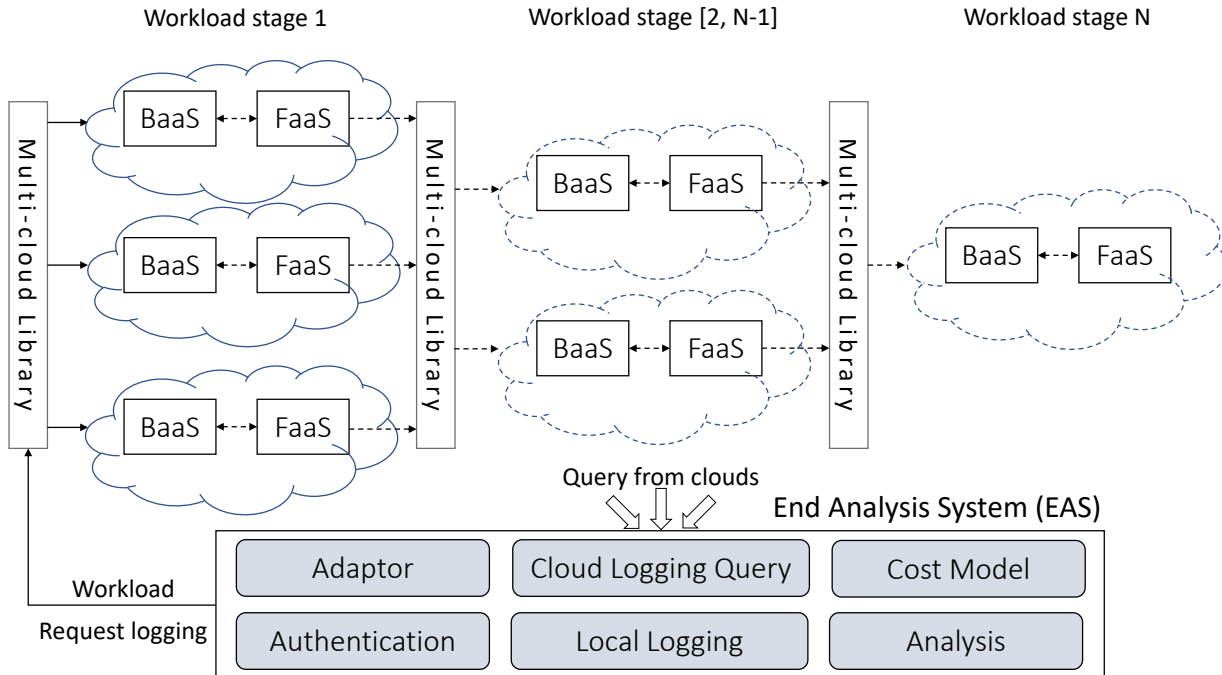 Workload stage 1
Workload stage [2, N-1]
Workload stage N
Multi-cloud Library
BaaS
FaaS
BaaS
FaaS
BaaS
FaaS
Multi-cloud Library
BaaS
FaaS
BaaS
FaaS
Multi-cloud Library
BaaS
FaaS
Query from clouds
End Analysis System (EAS)
Workload
Request logging
Adaptor
Cloud Logging Query
Cost Model
Authentication
Local Logging
Analysis